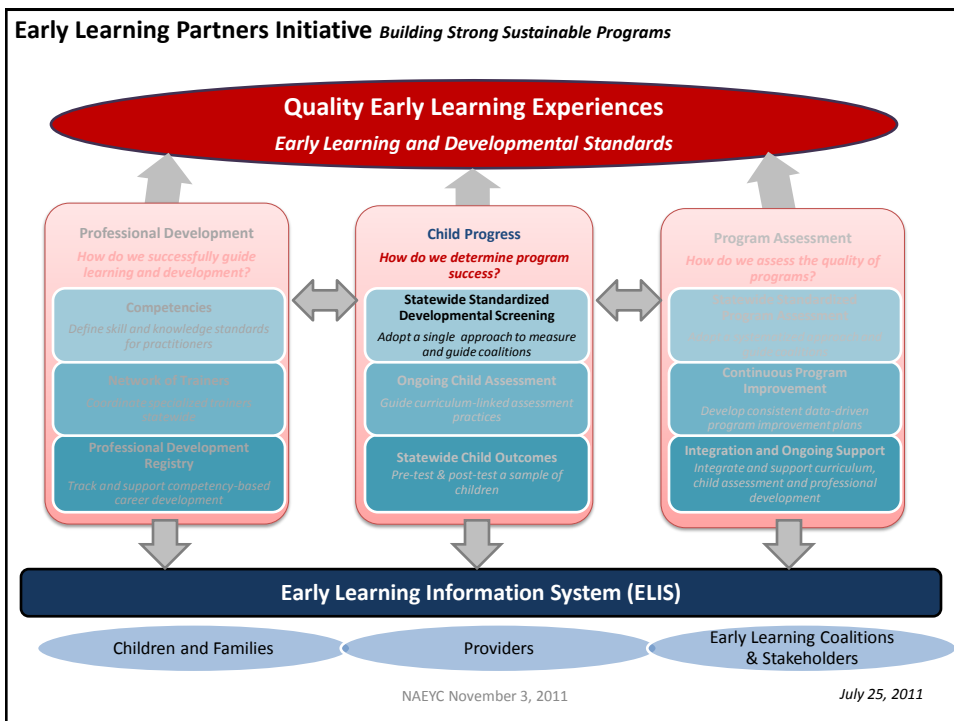 Early Learning Partners Initiative Building Strong Sustainable Programs
Quality Early Learning Experiences
Early Learning and Developmental Standards
Professional Development
How do we successfully guide
learning and development?
Competencies
Define skill and knowledge standards
for practitioners
Network of Trainers
Professional Development
Registry
Track and support competency-based
career development
Child Progress
How do we determine program
success?
Statewide Standardized
Developmental Screening
Adopt a single approach to measure
and guide coalitions
Ongoing Child Assessment
Guide curriculum-linked assessment
practices
Statewide Child Outcomes
Pre-test & post-test a sample of
children
Program Assessment
How do we assess the quality of
programs?
Continuous Program
Improvement
Develop consistent data-driven
program improvement plans
Integration and Ongoing Support
Integrate and support curriculum,
child assessment and professional
development
Early Learning Information System (ELIS)
Children and Families
Providers
Early Learning Coalitions
& Stakeholders
NAEYC November 3, 2011
July 25, 2011